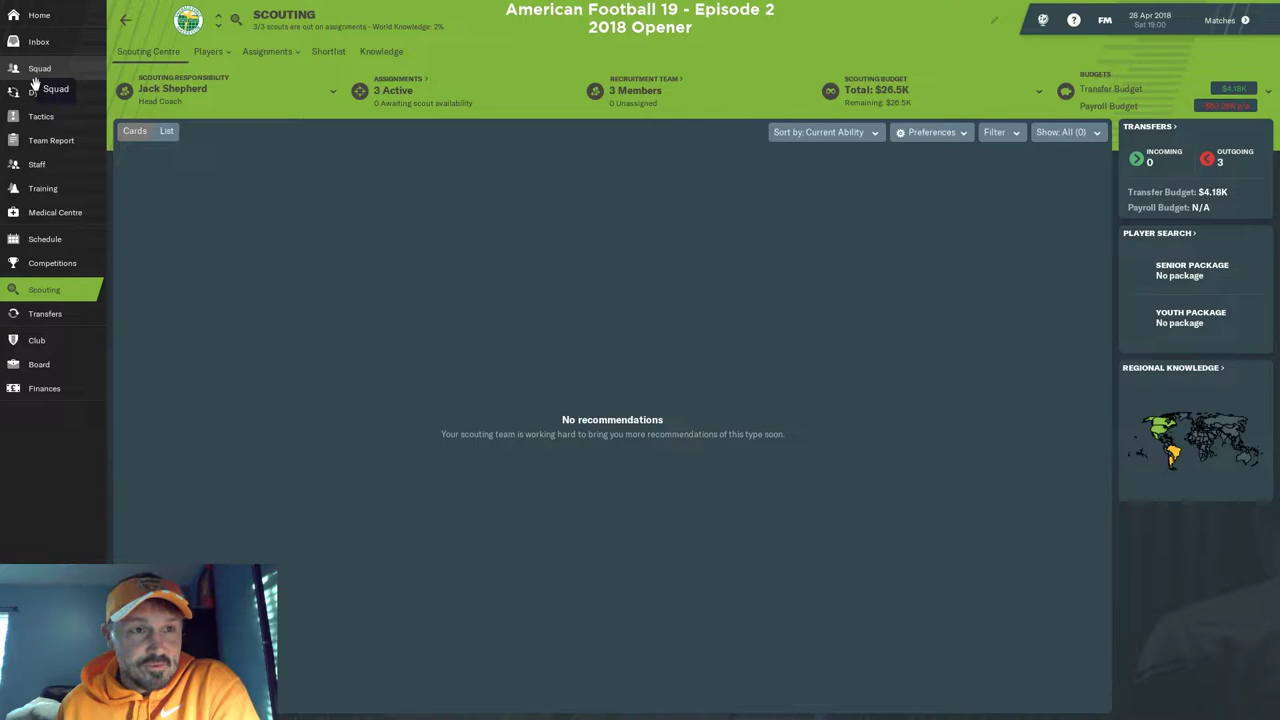 American Football 19 - Episode 2
2018 Opener
SCOUTING
3/3 scouts are out on assignments - World Knowledge: 2%
FM
28 Apr 2018
Sat 19:00
Matches
Home
Inbox
Squad
Squad
Tactics
Team Report
Staff
Training
Medical Centre
Schedule
Competitions
Scouting
Transfers
Club
Board
Finances
Scouting Centre
Players
Assignments
Shortlist
Knowledge
SCOUTING RESPONSIBILITY
Jack Shepherd
Head Coach
ASSIGNMENTS >
3 Active
0 Awaiting scout availability
RECRUITMENT TEAM >
3 Members
0 Unassigned
SCOUTING BUDGET
Total: $26.5K
Remaining: $26.5K
BUDGETS
Transfer Budget
$4.18K
Payroll Budget
Cards
List
Sort by: Current Ability
Preferences
Filter
Show: All (0)
No recommendations
Your scouting team is working hard to bring you more recommendations of this type soon.
TRANSFERS >
INCOMING
0
OUTGOING
3
Transfer Budget: $4.18K
Payroll Budget: N/A
PLAYER SEARCH >
SENIOR PACKAGE
No package
YOUTH PACKAGE
No package
REGIONAL KNOWLEDGE >